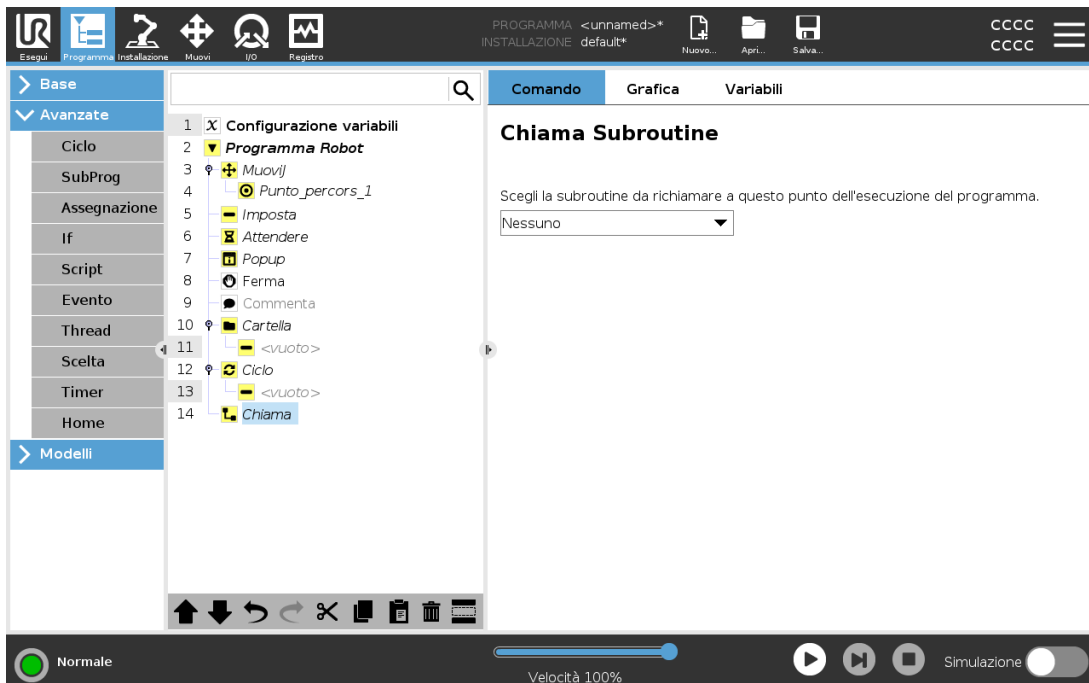 PROGRAMMA <unnamed>*
INSTALLAZIONE default*
Esegui
Programma
Installazione
Muovi
I/O
Registro
Nuovo...
Apri...
Salva...
CCCC
CCCC
Base
Avanzate
Ciclo
SubProg
Assegnazione
If
Script
Evento
Thread
Scelta
Timer
Home
Modelli
1 X Configurazione variabili
2 Programma Robot
3 MuoviJ
4 Punto_percors_1
5 Imposta
6 Attendere
7 Popup
8 Ferma
9 Commenta
10 Cartella
11 <vuoto>
12 Ciclo
13 <vuoto>
14 Chiama
Comando
Grafica
Variabili
Chiama Subroutine
Scegli la subroutine da richiamare a questo punto dell'esecuzione del programma.
Nessuno
Normale
Velocità 100%
Simulazione